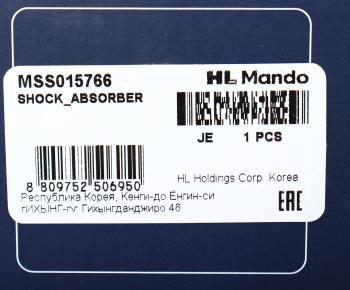 MSS015766
HL Mando
SHOCK_ABSORBER
JE 1 PCS
8 809752 506950
HL Holdings Corp. Korea
Республика Корея, Кенги-до Енгин-си
гИХЫНГ-гу Гихынгданджиро 46
EAC